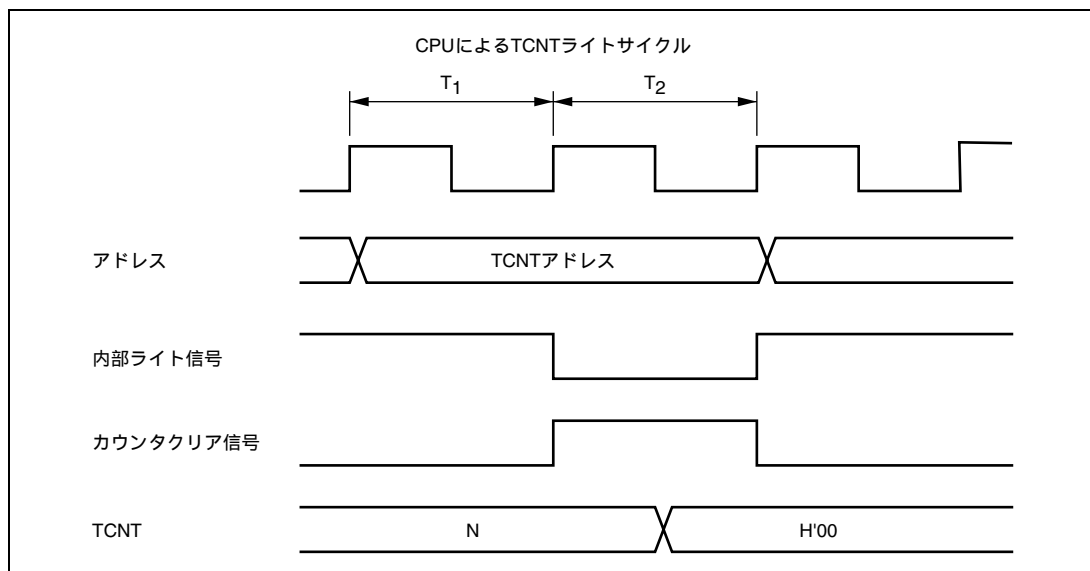 CPUによるTCNTライトサイクル
T1 T2
アドレス TCNTアドレス
内部ライト信号
カウンタクリア信号
TCNT N H'00